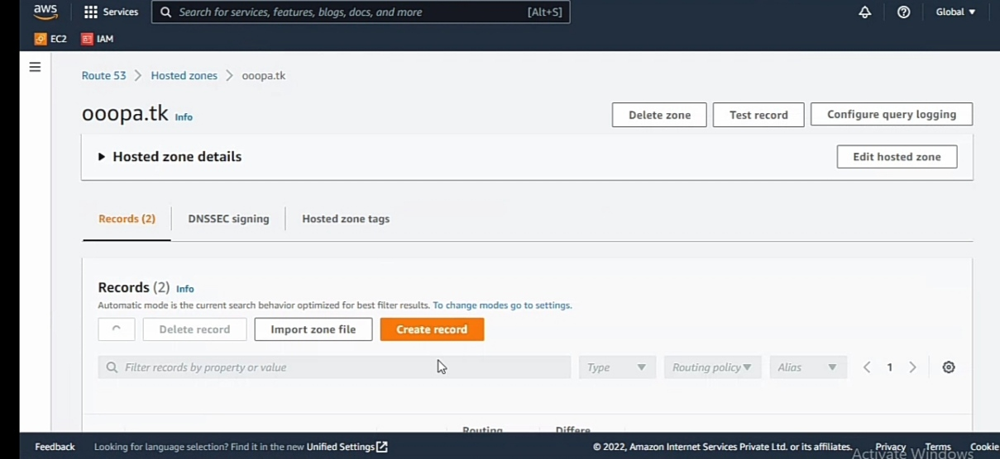 aws Services Search for services, features, blogs, docs, and more [Alt+S] Global
EC2 IAM
Route 53 > Hosted zones > ooopa.tk
ooopa.tk Info Delete zone Test record Configure query logging
Hosted zone details Edit hosted zone
Records (2) DNSSEC signing Hosted zone tags
Records (2) Info
Automatic mode is the current search behavior optimized for best filter results. To change modes go to settings.
Delete record Import zone file Create record
Filter records by property or value Type Routing policy Alias < 1 >
Routing Differe
Feedback Looking for language selection? Find it in the new Unified Settings © 2022, Amazon Internet Services Private Ltd. or its affiliates. Privacy Terms Cookie
Activate Windows